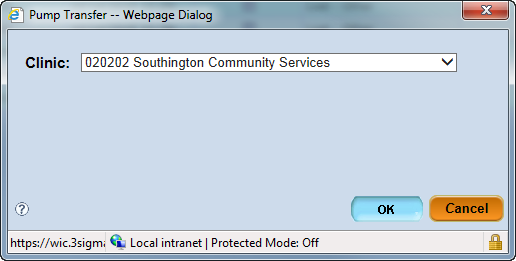 Pump Transfer -- Webpage Dialog
Clinic: 020202 Southington Community Services
?
OK Cancel
https://wic.3sigma Local intranet | Protected Mode: Off